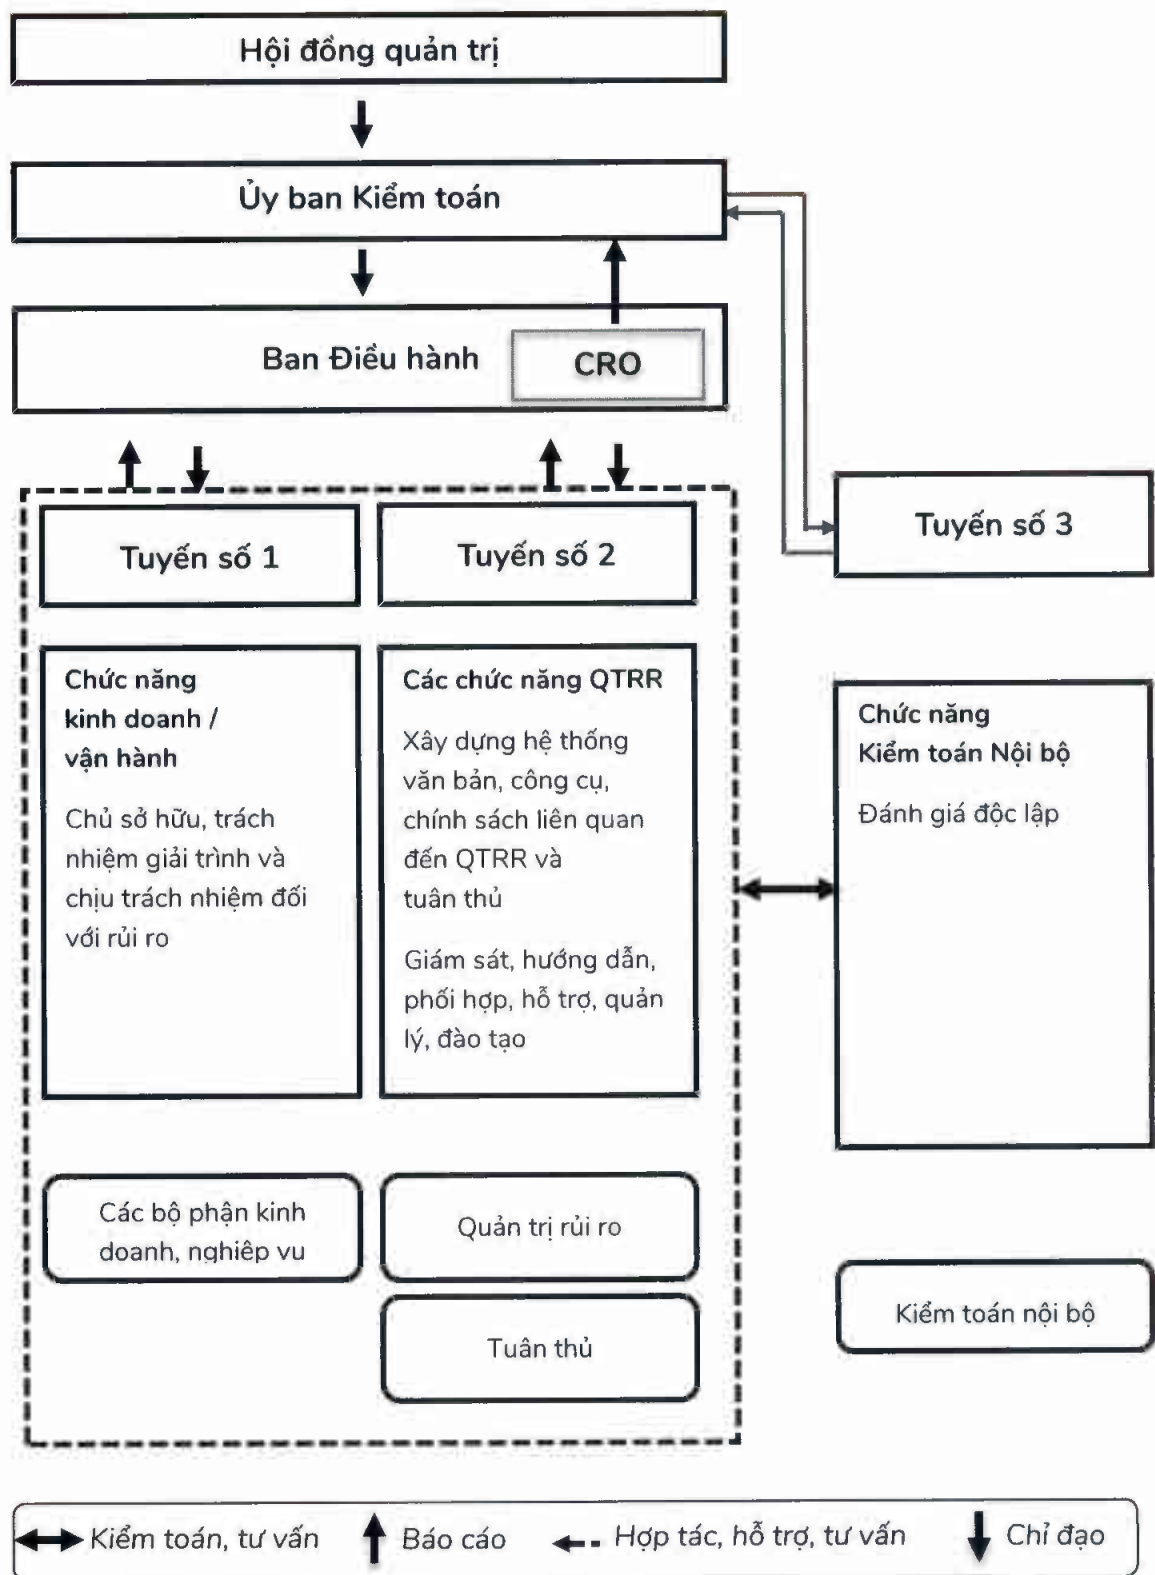 Hội đồng quản trị
Ủy ban Kiểm toán
Ban Điều hành
CRO
Tuyến số 1
Tuyến số 2
Tuyến số 3
Chức năng
kinh doanh /
vận hành
Chủ sở hữu, trách
nhiệm giải trình và
chịu trách nhiệm đối
với rủi ro
Các chức năng QTRR
Xây dựng hệ thống
văn bản, công cụ,
chính sách liên quan
đến QTRR và
tuân thủ
Giám sát, hướng dẫn,
phối hợp, hỗ trợ, quản
lý, đào tạo
Chức năng
Kiểm toán Nội bộ
Đánh giá độc lập
Các bộ phận kinh
doanh, nghiêp vu
Quản trị rủi ro
Tuân thủ
Kiểm toán nội bộ
Kiểm toán, tư vấn
Báo cáo
Hợp tác, hỗ trợ, tư vấn
Chỉ đạo